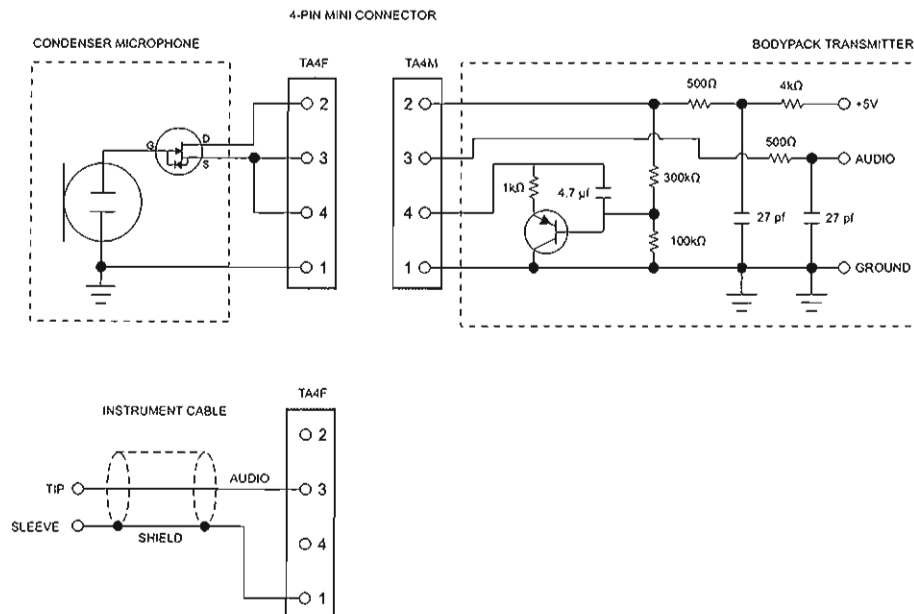 4-PIN MINI CONNECTOR
CONDENSER MICROPHONE
TA4F
TA4M
BODYPACK TRANSMITTER
G
D
S
2
3
4
1
2
3
4
1
500Ω
4kΩ
+5V
500Ω
AUDIO
1kΩ
4.7 µf
300kΩ
27 pf
27 pf
100kΩ
GROUND
TA4F
INSTRUMENT CABLE
2
TIP
AUDIO
3
SLEEVE
SHIELD
4
1